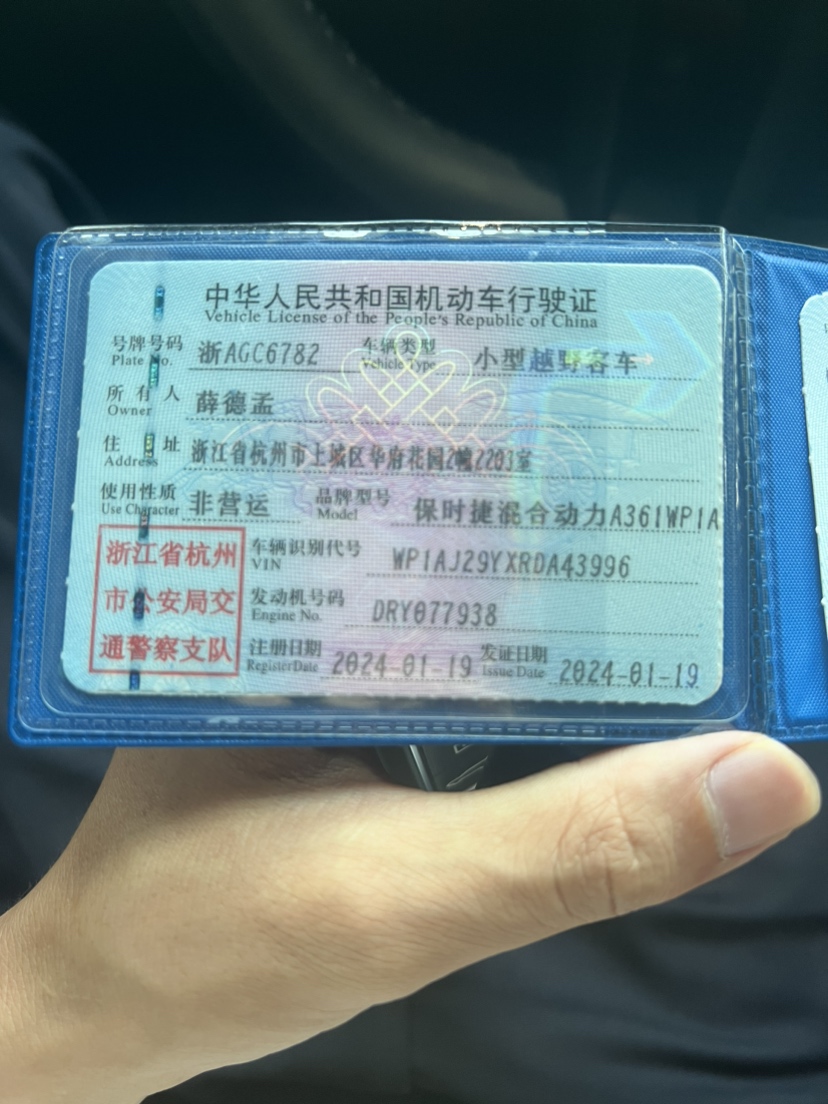 中华人民共和国机动车行驶证
Vehicle License of the People's Republic of China
号牌号码 浙AGC6782 车辆类型 小型越野客车
Plate No. Vehicle Type
所有人 薛德孟
Owner
住址 浙江省杭州市上城区华府花园2幢2203室
Address
使用性质 非营运 品牌型号 保时捷混合动力A361WP1A
Use Character Model
浙江省杭州
市公安局交
通警察支队
车辆识别代号 WP1AJ29YXRDA43996
VIN
发动机号码 DRY077938
Engine No.
注册日期 2024-01-19 发证日期 2024-01-19
Register Date Issue Date